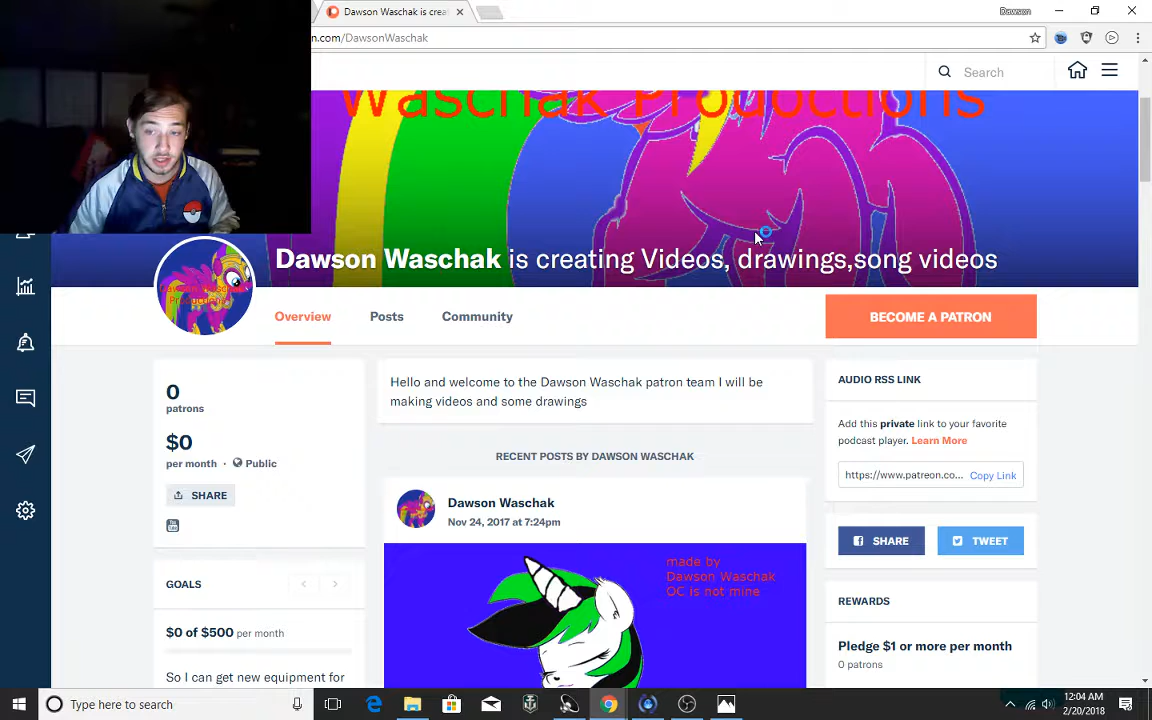 Dawson Waschak is crea
Dawson
n.com/DawsonWaschak
Search
Waschak Productions
Dawson Waschak is creating Videos, drawings,song videos
Overview
Posts
Community
BECOME A PATRON
0
patrons
$0
per month · Public
SHARE
Hello and welcome to the Dawson Waschak patron team I will be
making videos and some drawings
AUDIO RSS LINK
Add this private link to your favorite
podcast player. Learn More
https://www.patreon.co... Copy Link
RECENT POSTS BY DAWSON WASCHAK
Dawson Waschak
Nov 24, 2017 at 7:24pm
SHARE
TWEET
made by
Dawson Waschak
OC is not mine
GOALS
$0 of $500 per month
So I can get new equipment for
REWARDS
Pledge $1 or more per month
0 patrons
Type here to search
12:04 AM
2/20/2018